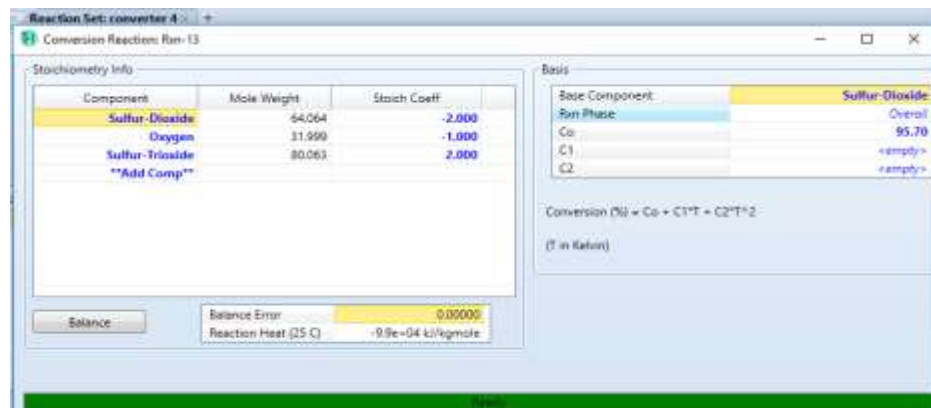 Reaction Set: converter 4
Conversion Reaction: Rxn-13
Stoichiometry Info
Component Mole Weight Stoich Coeff
Sulfur-Dioxide 64.064 -2.000
Oxygen 31.999 -1.000
Sulfur-Trioxide 80.063 2.000
**Add Comp**
Balance
Balance Error 0.00000
Reaction Heat (25 C) -9.9e+04 kJ/kgmole
Basis
Base Component Sulfur-Dioxide
Rxn Phase Overall
Co 95.70
C1 <empty>
C2 <empty>
Conversion (%) = Co + C1*T + C2*T^2
(T in Kelvin)
Ready